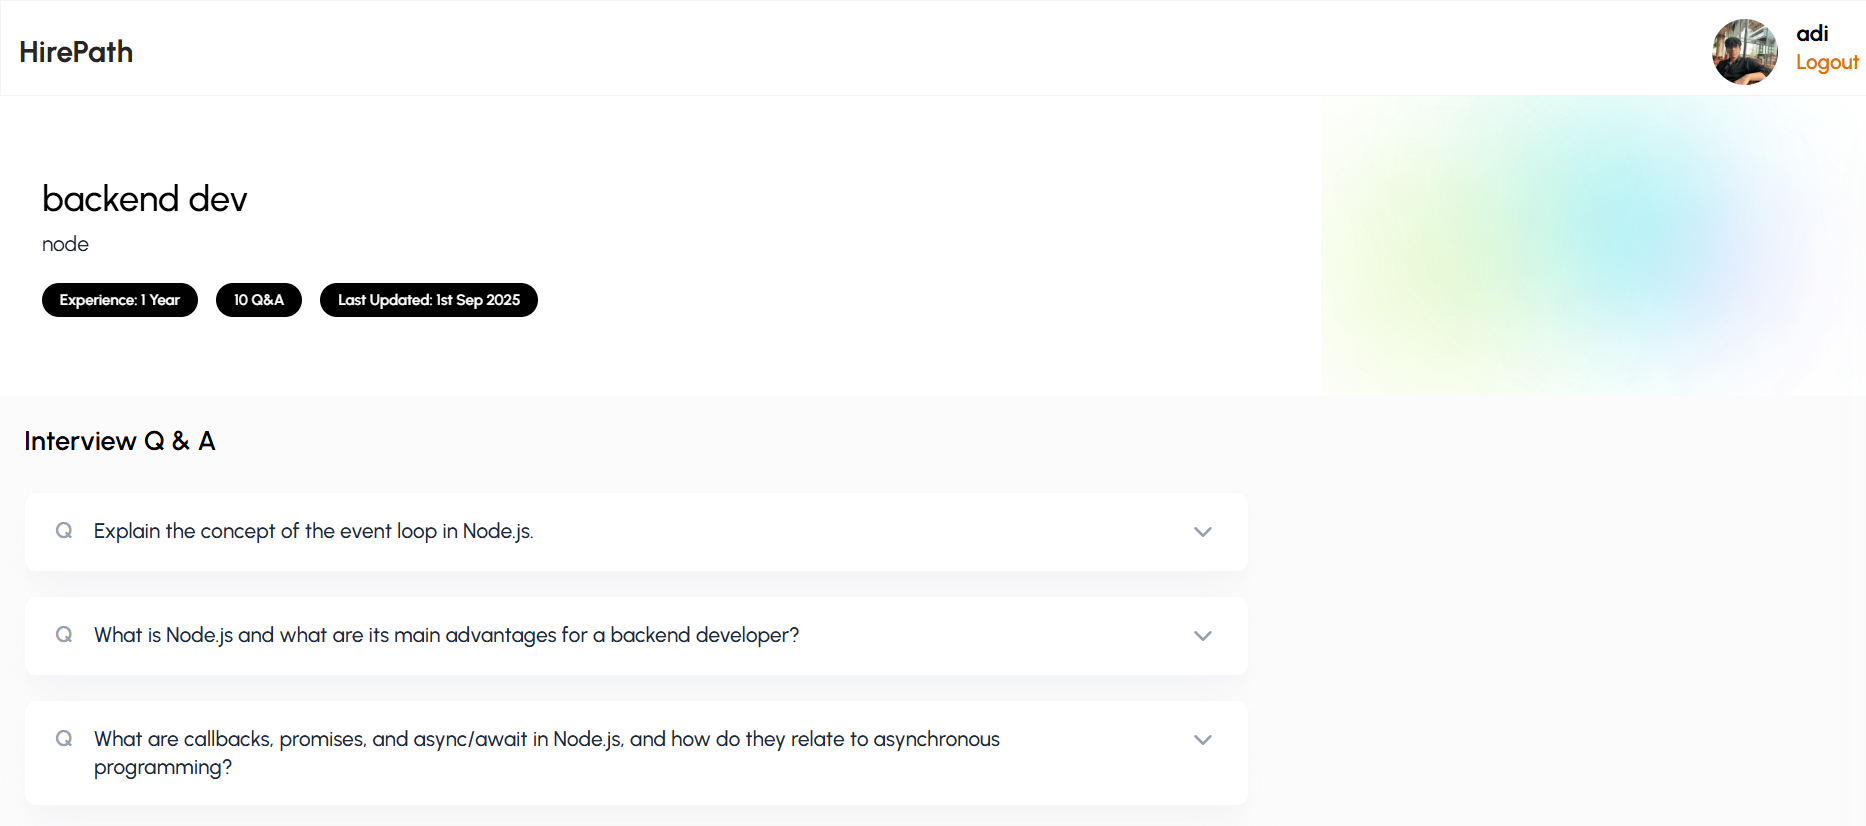 HirePath
adi
Logout
backend dev
node
Experience: 1 Year
10 Q&A
Last Updated: 1st Sep 2025
Interview Q & A
Q Explain the concept of the event loop in Node.js.
Q What is Node.js and what are its main advantages for a backend developer?
Q What are callbacks, promises, and async/await in Node.js, and how do they relate to asynchronous
programming?